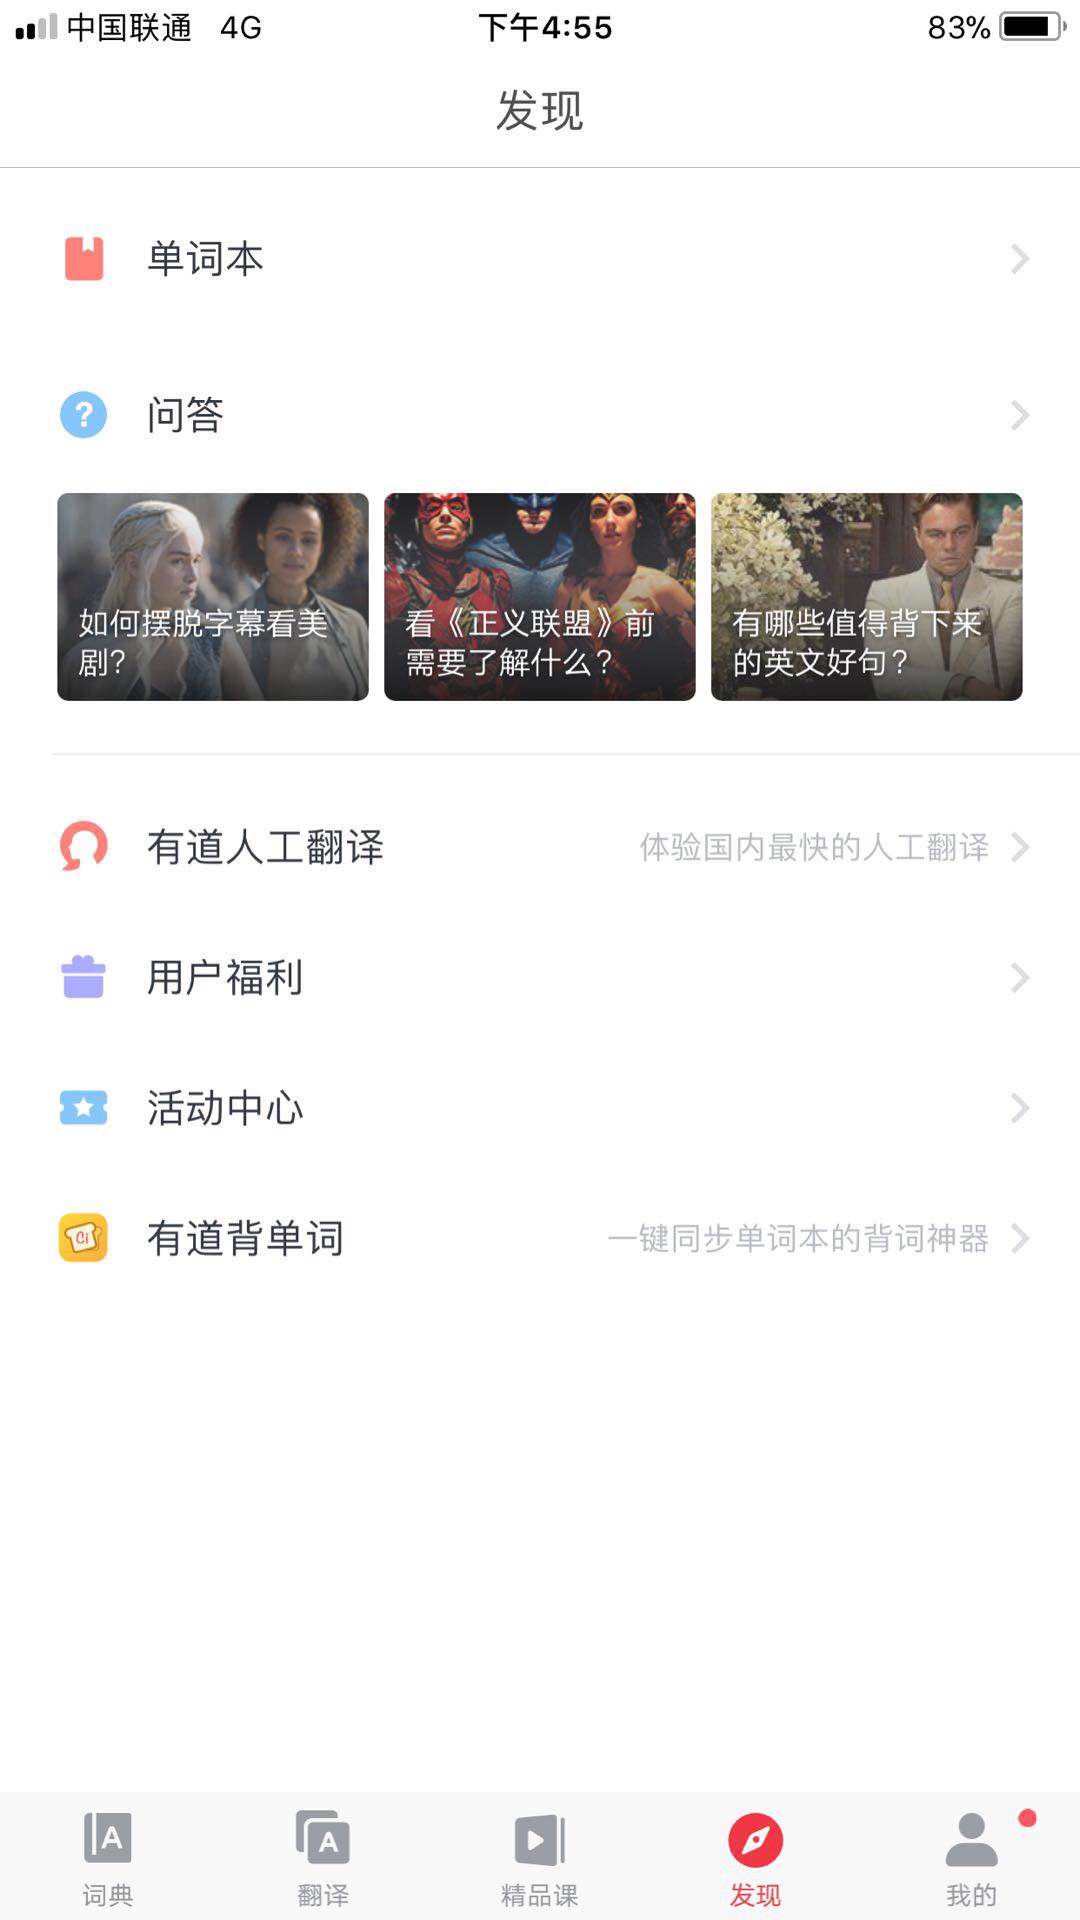 中国联通 4G 下午4:55 83%
发现
单词本
问答
如何摆脱字幕看美
剧？
看《正义联盟》前
需要了解什么？
有哪些值得背下来
的英文好句？
有道人工翻译 体验国内最快的人工翻译
用户福利
活动中心
Ci 有道背单词 一键同步单词本的背词神器
词典 翻译 精品课 发现 我的